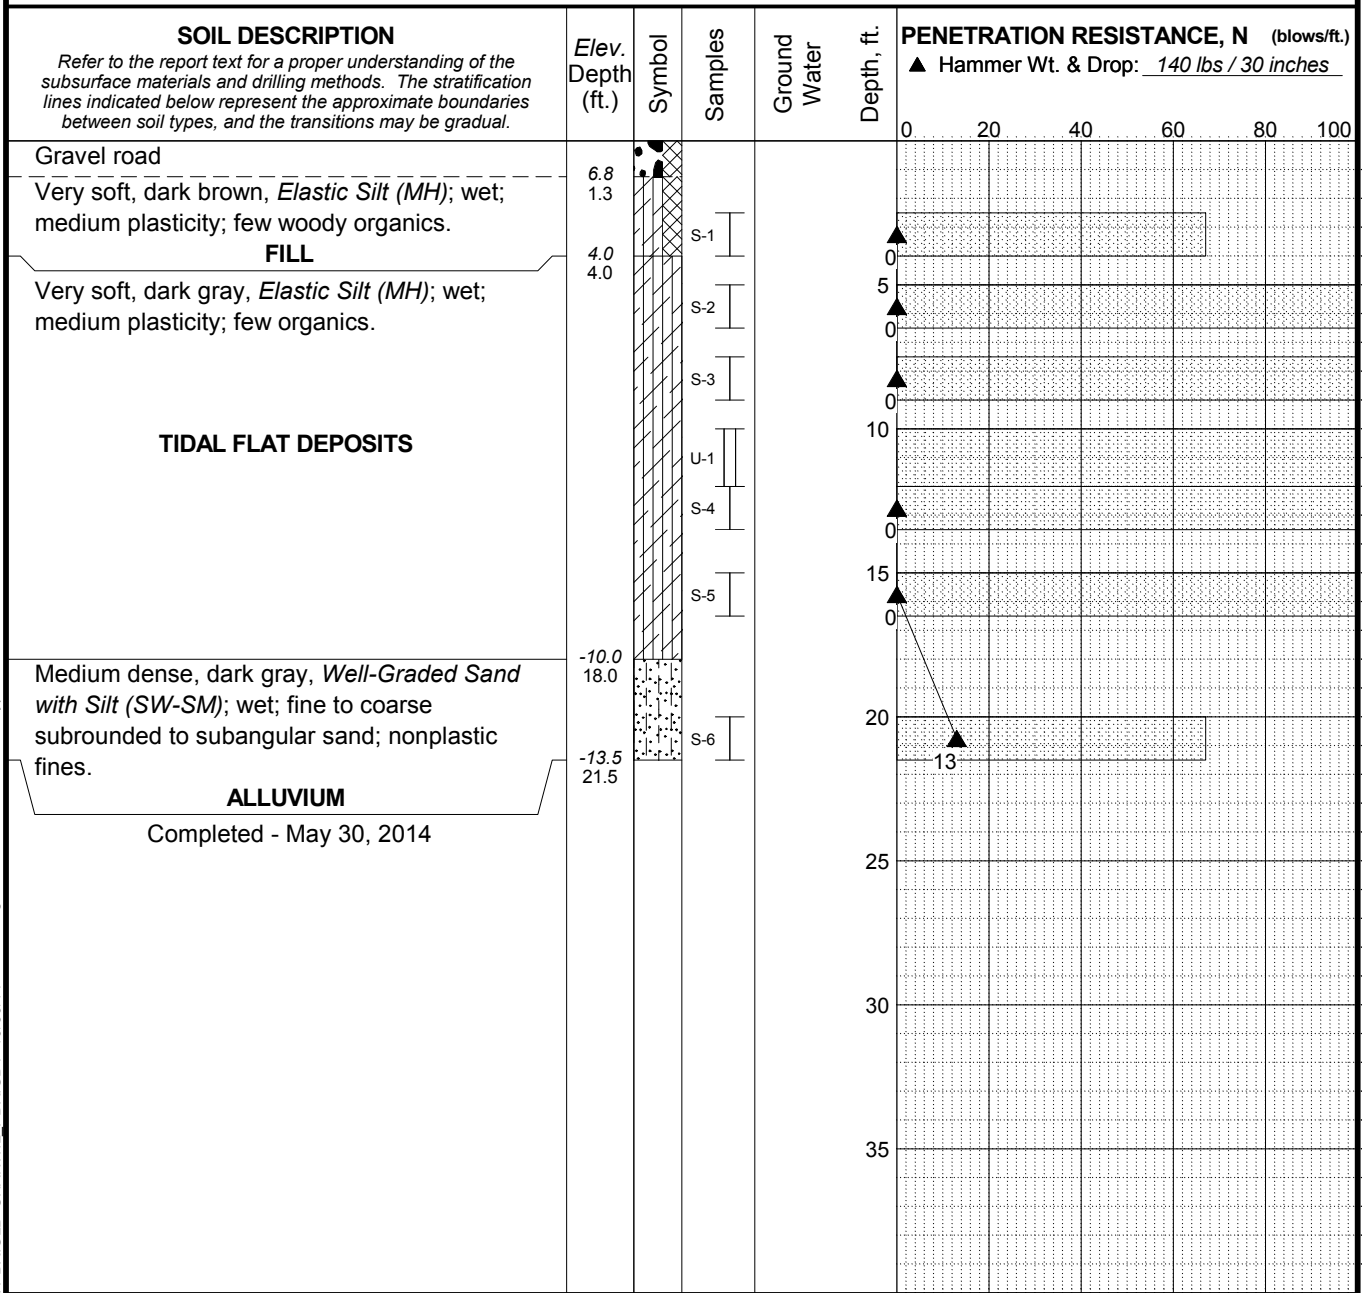 SOIL DESCRIPTION
Refer to the report text for a proper understanding of the
subsurface materials and drilling methods. The stratification
lines indicated below represent the approximate boundaries
between soil types, and the transitions may be gradual.
Elev.
Depth
(ft.)
Symbol
Samples
Ground
Water
Depth, ft.
PENETRATION RESISTANCE, N (blows/ft.)
▲ Hammer Wt. & Drop: 140 lbs / 30 inches
0 20 40 60 80 100
Gravel road
6.8
1.3
Very soft, dark brown, Elastic Silt (MH); wet;
medium plasticity; few woody organics.
S-1
FILL
4.0
4.0
0
Very soft, dark gray, Elastic Silt (MH); wet;
medium plasticity; few organics.
5
S-2
0
S-3
0
10
TIDAL FLAT DEPOSITS
U-1
S-4
0
15
S-5
0
-10.0
18.0
Medium dense, dark gray, Well-Graded Sand
with Silt (SW-SM); wet; fine to coarse
subrounded to subangular sand; nonplastic
fines.
20
S-6
13
-13.5
21.5
ALLUVIUM
Completed - May 30, 2014
25
30
35